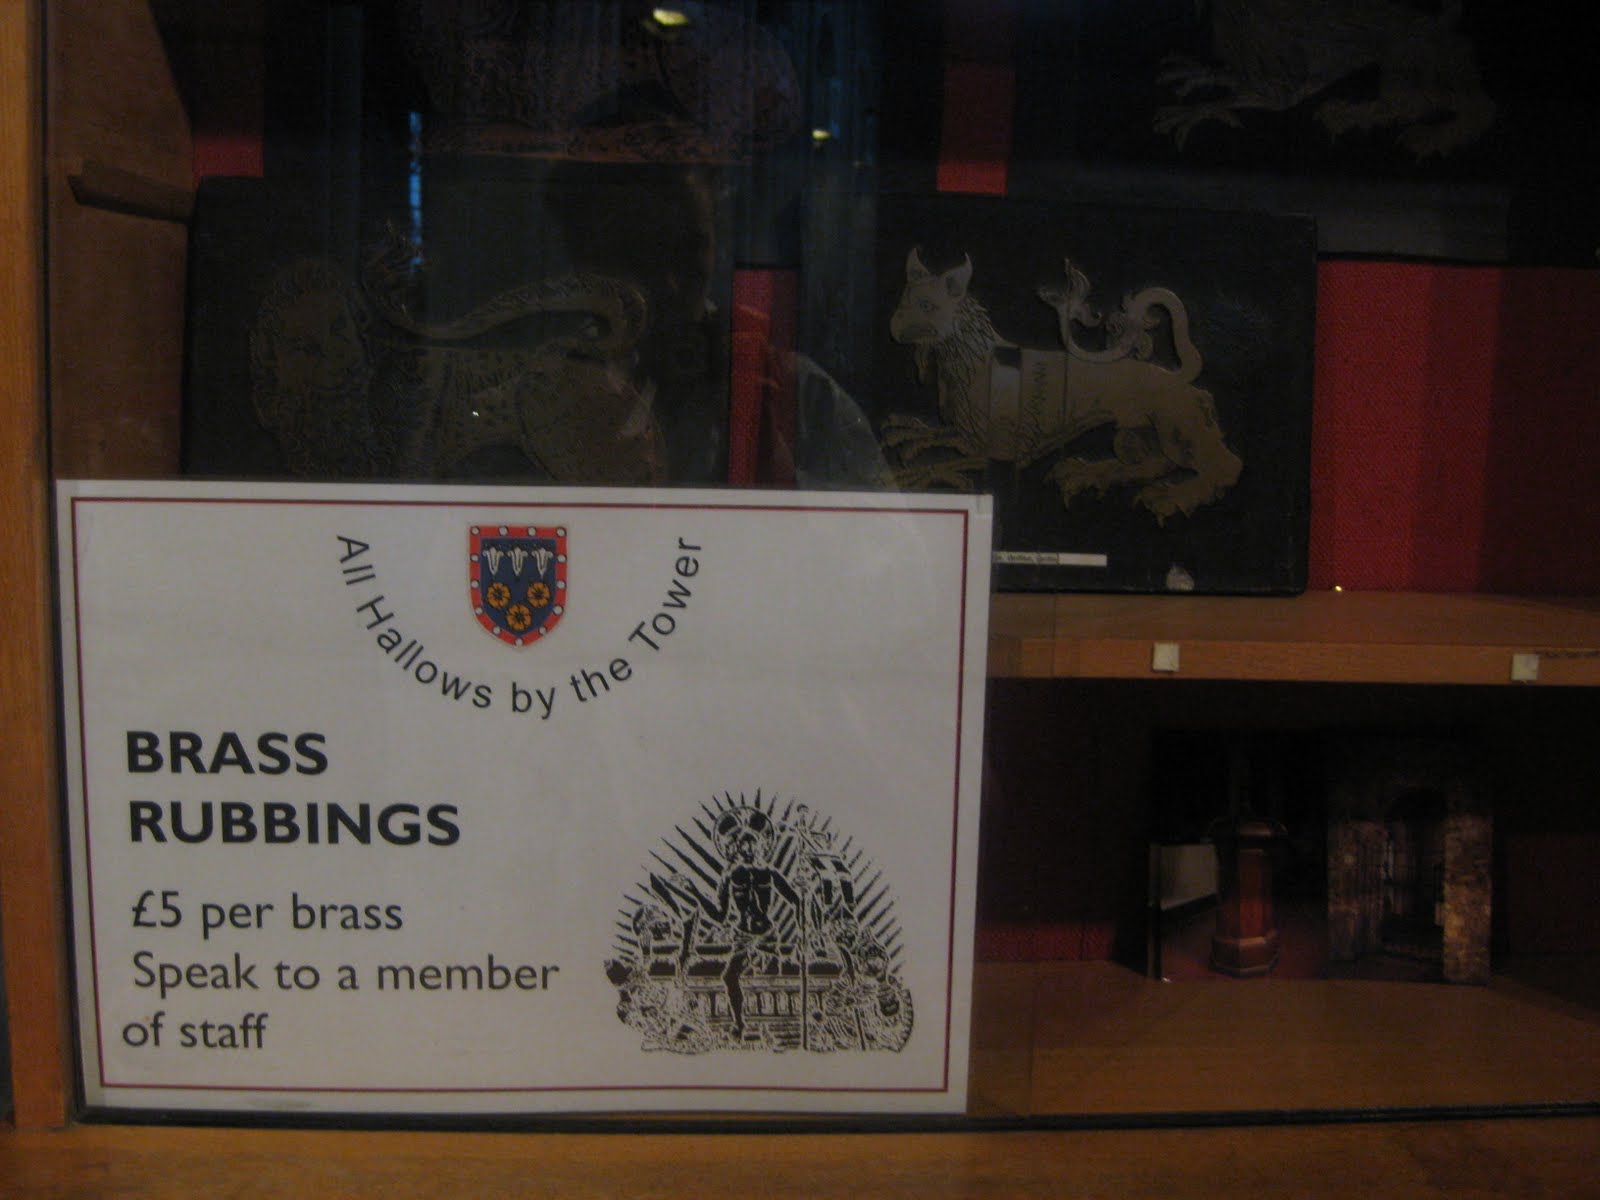 All Hallows by the Tower
BRASS
RUBBINGS
£5 per brass
Speak to a member
of staff